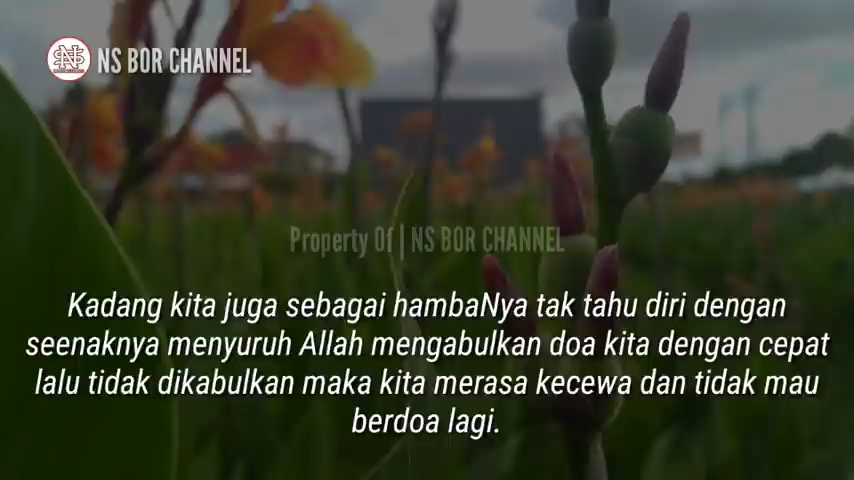 NS BOR CHANNEL
Property Of | NS BOR CHANNEL
Kadang kita juga sebagai hambaNya tak tahu diri dengan
seenaknya menyuruh Allah mengabulkan doa kita dengan cepat
lalu tidak dikabulkan maka kita merasa kecewa dan tidak mau
berdoa lagi.